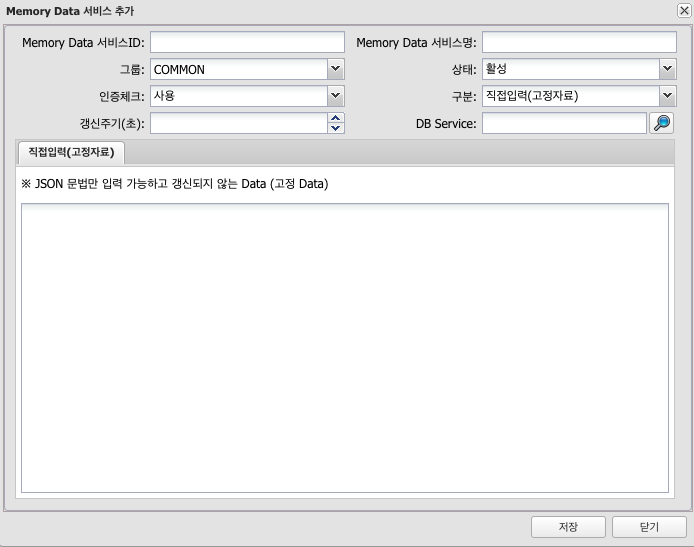 Memory Data 서비스 추가
Memory Data 서비스ID: Memory Data 서비스명:
그룹: COMMON 상태: 활성
인증체크: 사용 구분: 직접입력(고정자료)
갱신주기(초): DB Service:
직접입력(고정자료)
※ JSON 문법만 입력 가능하고 갱신되지 않는 Data (고정 Data)
저장 닫기